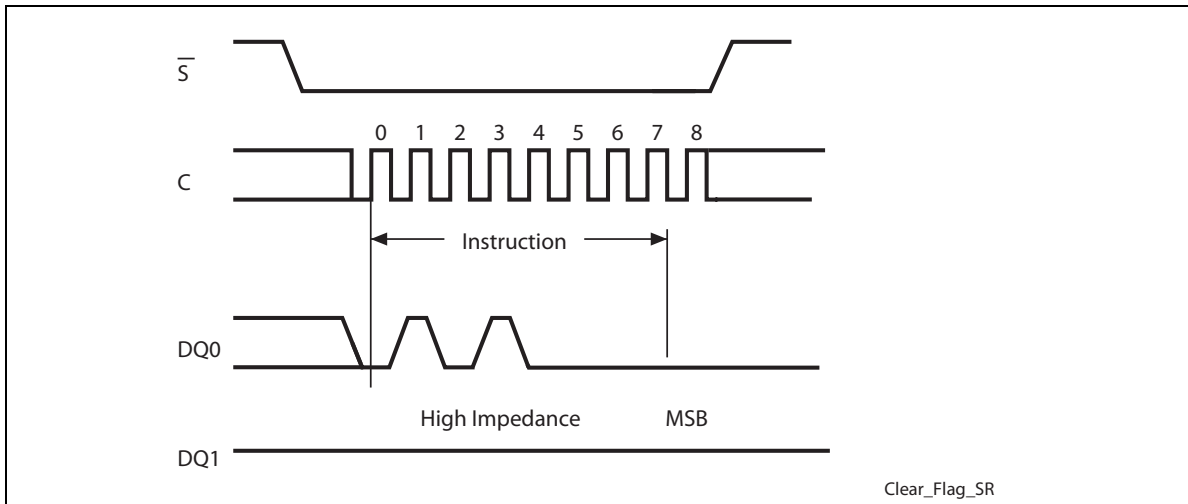 S̅
0 1 2 3 4 5 6 7 8
C
Instruction
DQ0
High Impedance MSB
DQ1
Clear_Flag_SR